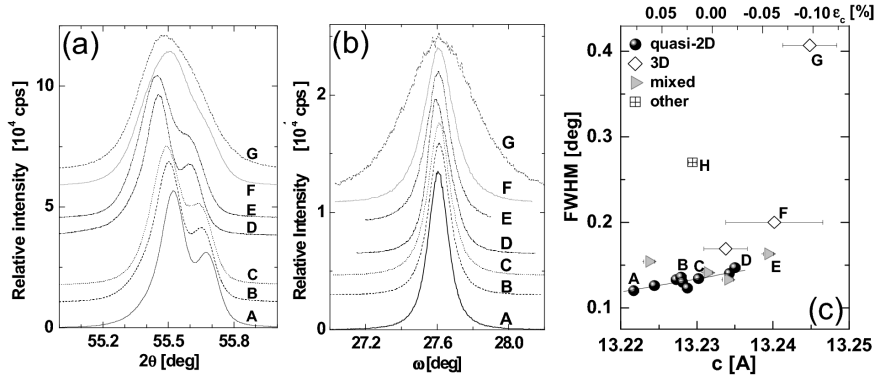 (a)
Relative intensity [10⁴ cps]
10
5
0
G
F
E
D
C
B
A
55.2 55.5 55.8
2θ [deg]
(b)
Relative Intensity [10⁴ cps]
2
1
0
G
F
E
D
C
B
A
27.2 27.6 28.0
ω [deg]
0.05 0.00 -0.05 -0.10 εc [%]
quasi-2D
3D
mixed
other
G
H
F
A B C D E
(c)
FWHM [deg]
0.4
0.3
0.2
0.1
13.22 13.23 13.24 13.25
c [A]